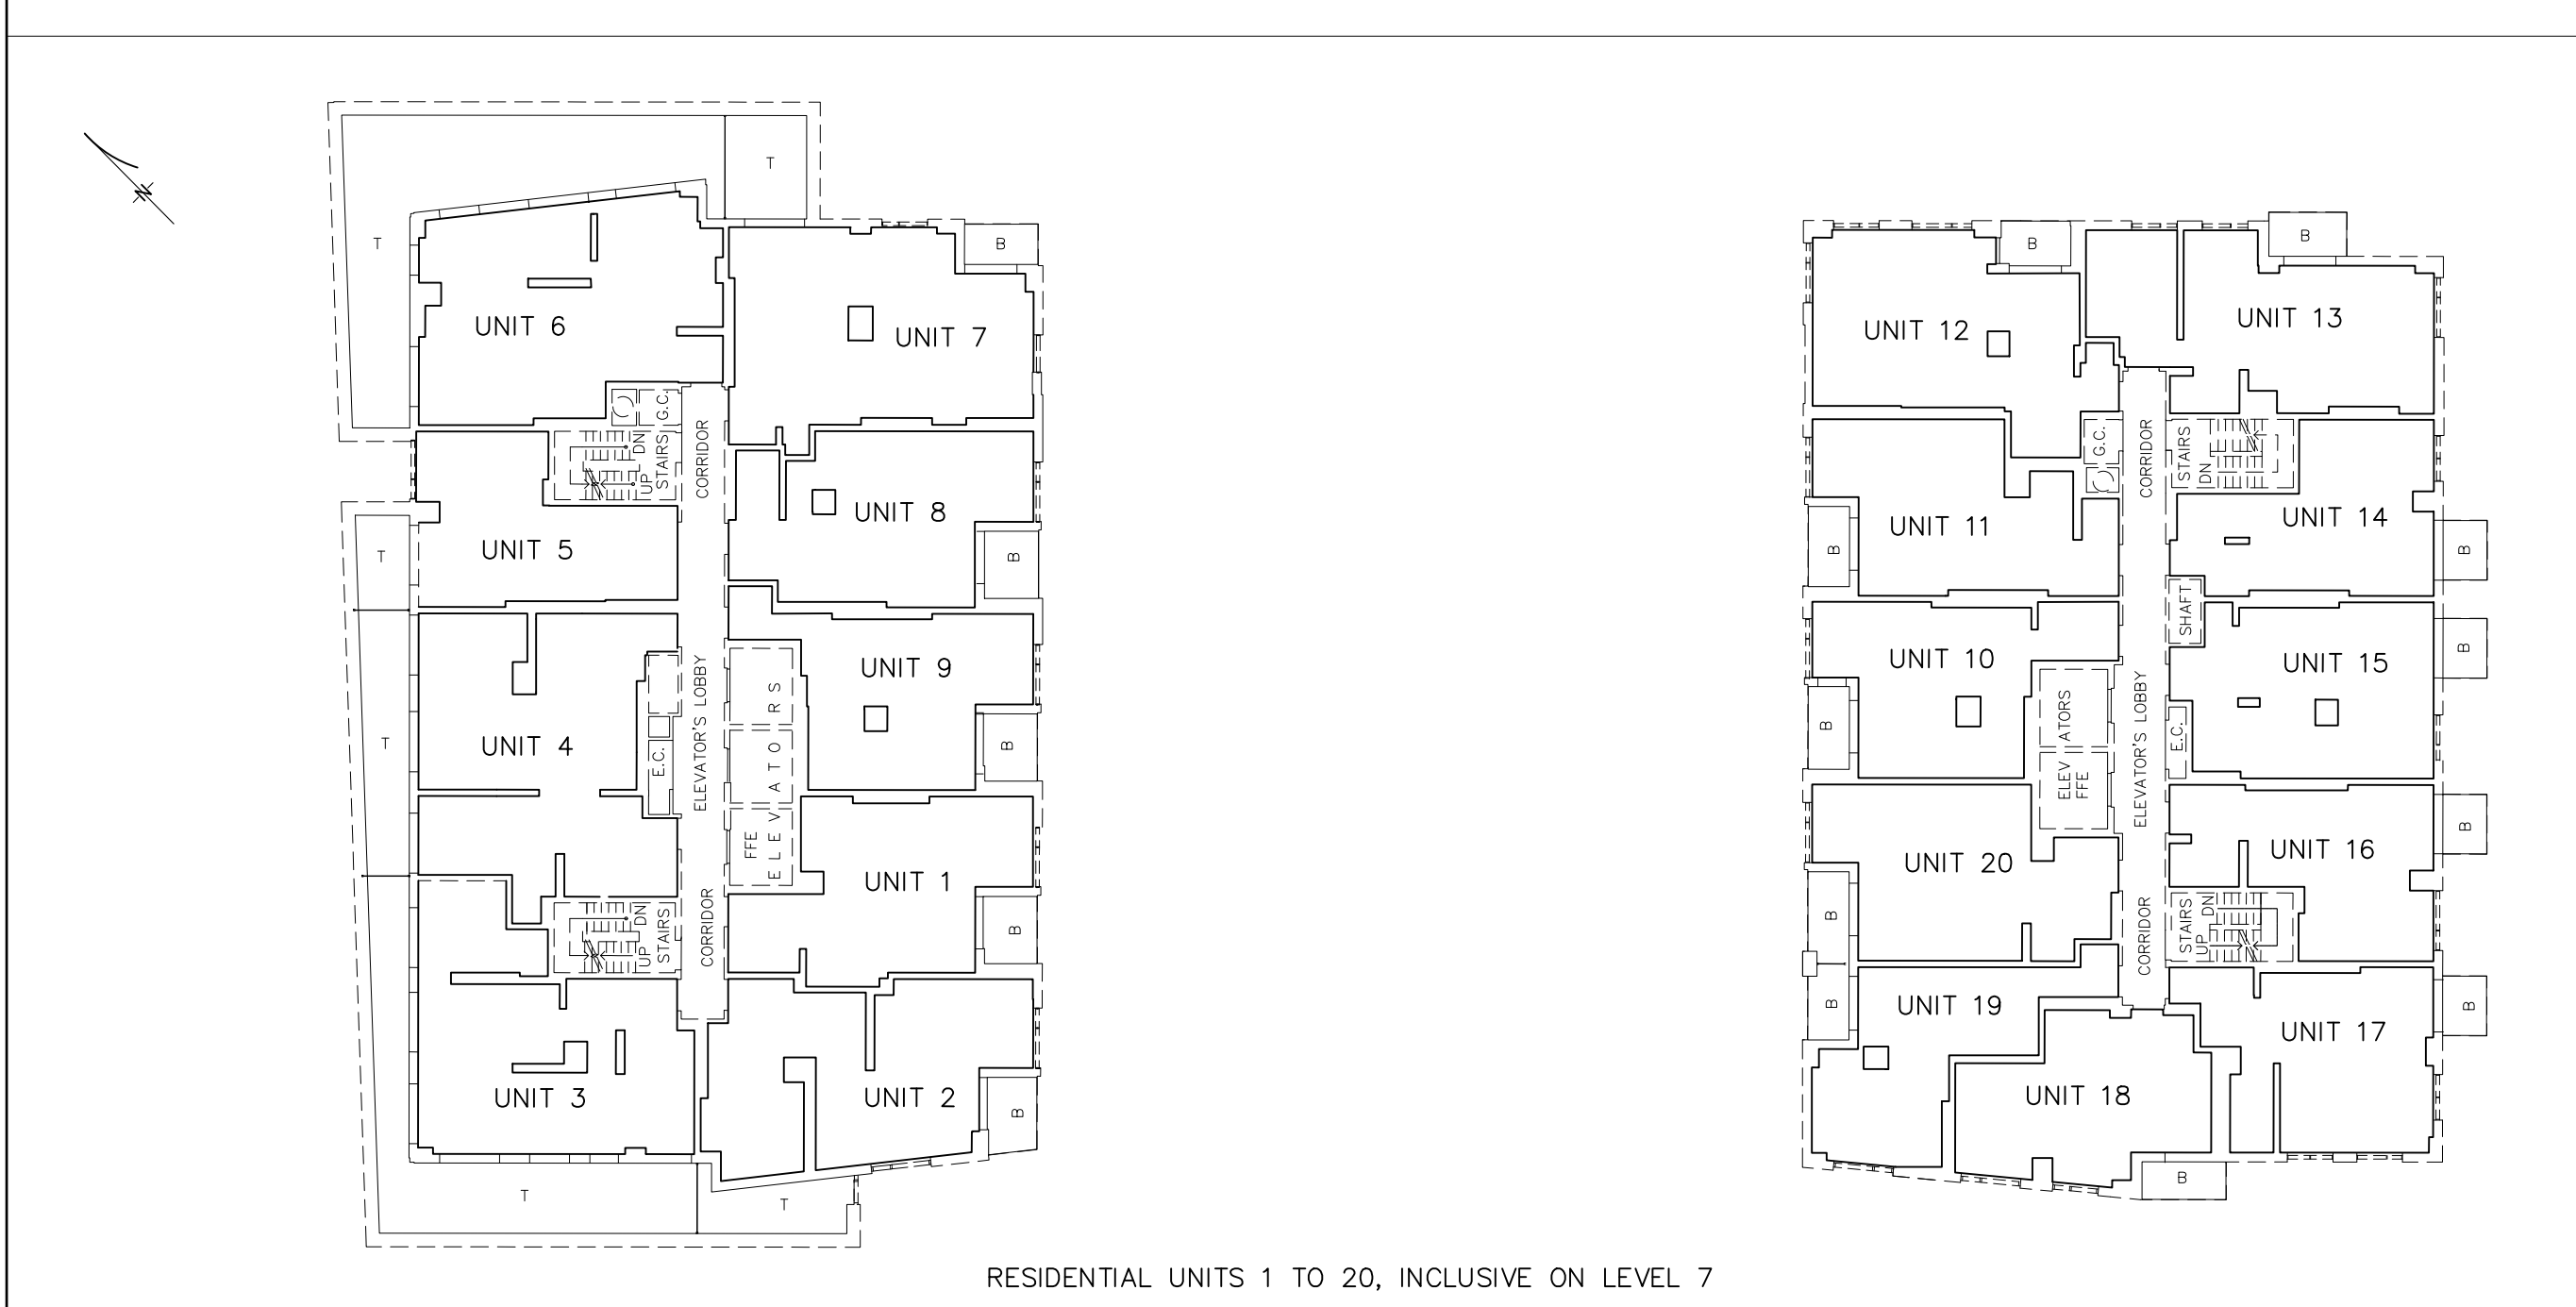 N
T
T
B
UNIT 6
UNIT 7
G.C.
CORRIDOR
DN
UP
STAIRS
UNIT 8
T
UNIT 5
B
UNIT 9
ELEVATOR'S LOBBY
ELEVATORS
T
UNIT 4
E.C.
B
FFE
UNIT 1
CORRIDOR
DN
UP
STAIRS
B
UNIT 3
UNIT 2
B
T
T
B
B
UNIT 12
UNIT 13
G.C.
CORRIDOR
STAIRS
DN
UNIT 11
UNIT 14
B
B
SHAFT
UNIT 10
UNIT 15
B
ELEVATORS
ELEVATOR'S LOBBY
E.C.
B
FFE
UNIT 20
UNIT 16
B
B
CORRIDOR
STAIRS
DN
UP
B
UNIT 19
UNIT 17
B
UNIT 18
B
RESIDENTIAL UNITS 1 TO 20, INCLUSIVE ON LEVEL 7